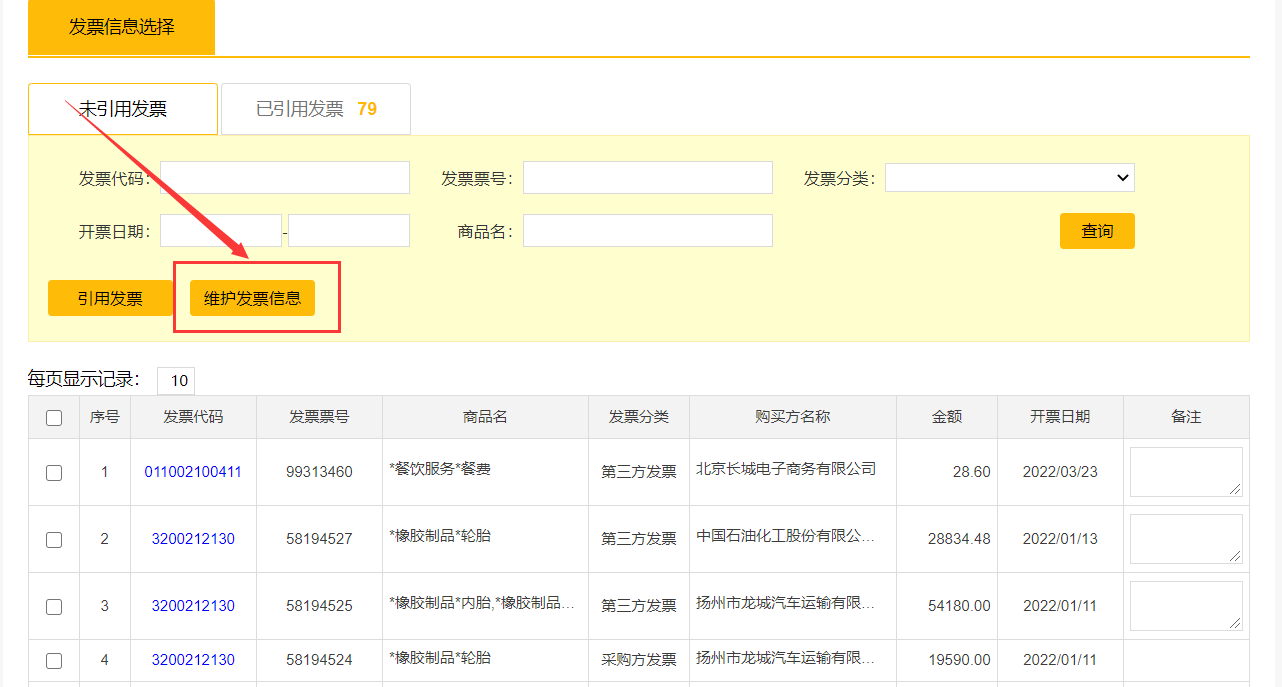 发票信息选择
未引用发票 已引用发票 79
发票代码： 发票票号： 发票分类：
开票日期： - 商品名： 查询
引用发票 维护发票信息
每页显示记录： 10
序号 发票代码 发票票号 商品名 发票分类 购买方名称 金额 开票日期 备注
1 011002100411 99313460 *餐饮服务*餐费 第三方发票 北京长城电子商务有限公司 28.60 2022/03/23
2 3200212130 58194527 *橡胶制品*轮胎 第三方发票 中国石油化工股份有限公... 28834.48 2022/01/13
3 3200212130 58194525 *橡胶制品*内胎,*橡胶制品... 第三方发票 扬州市龙城汽车运输有限... 54180.00 2022/01/11
4 3200212130 58194524 *橡胶制品*轮胎 采购方发票 扬州市龙城汽车运输有限... 19590.00 2022/01/11